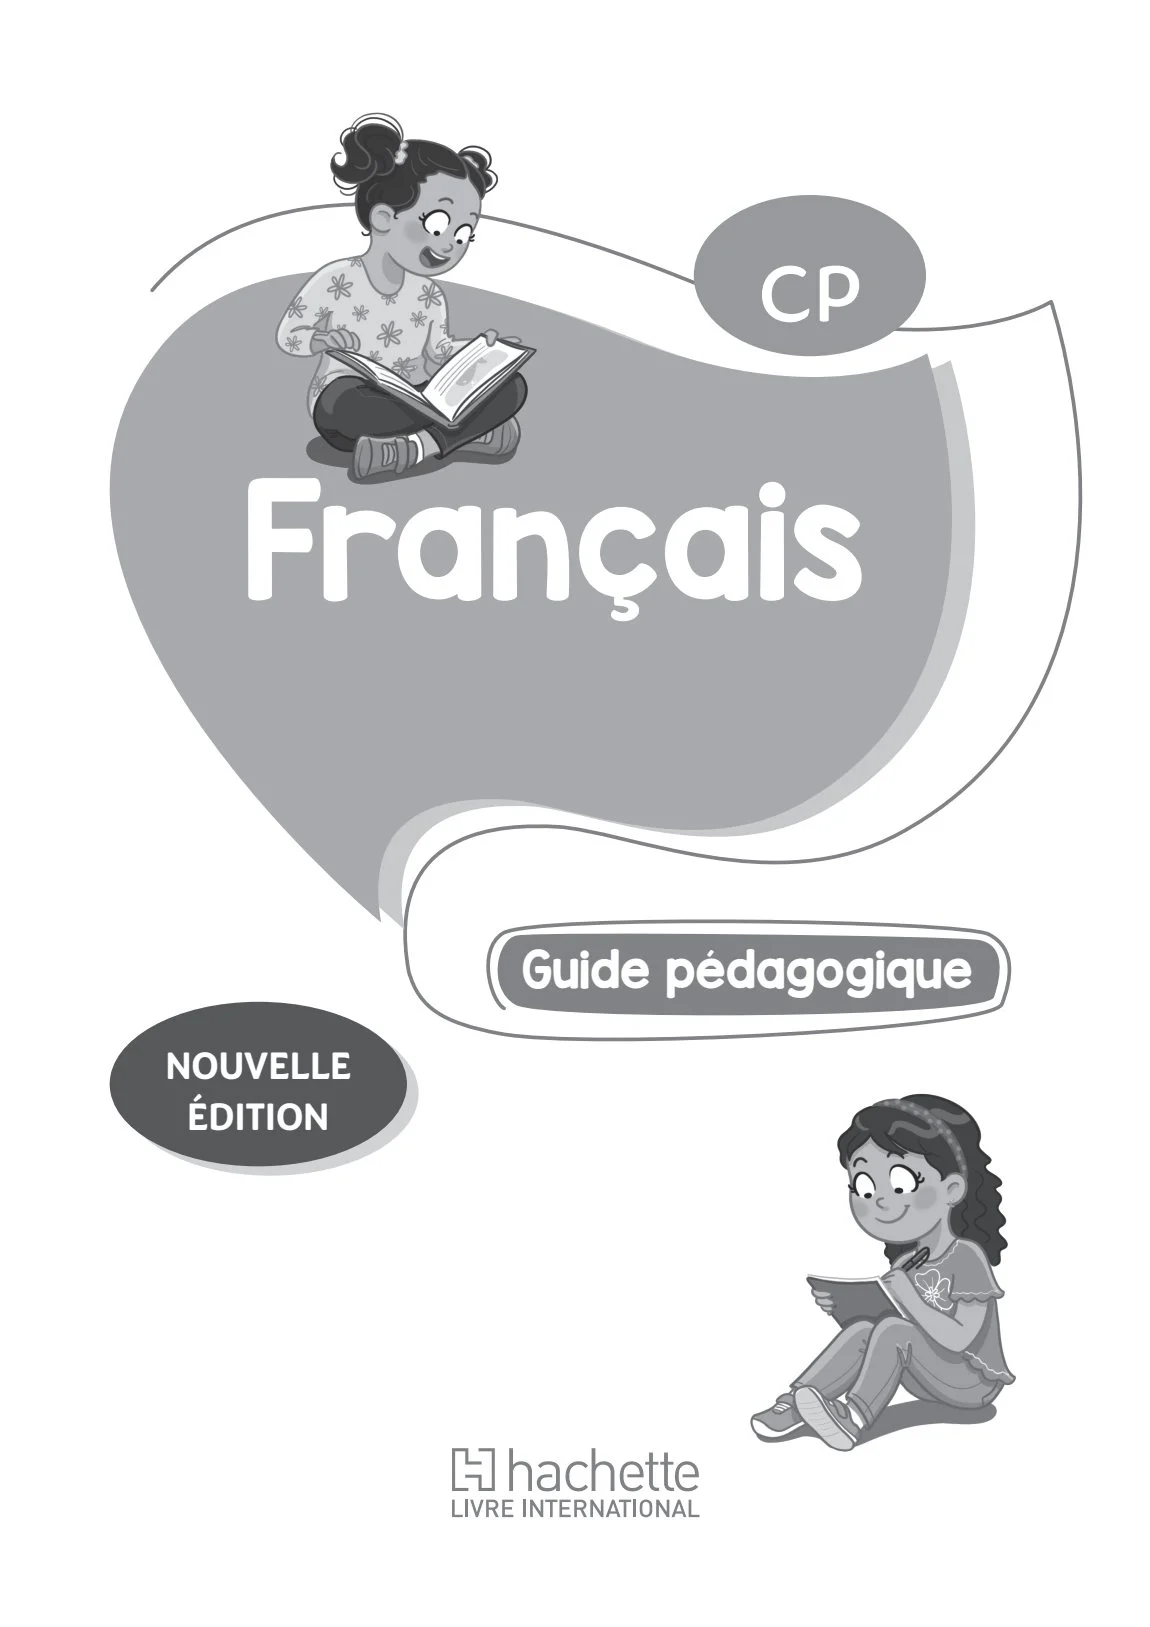 CP
Français
Guide pédagogique
NOUVELLE
ÉDITION
hachette
LIVRE INTERNATIONAL